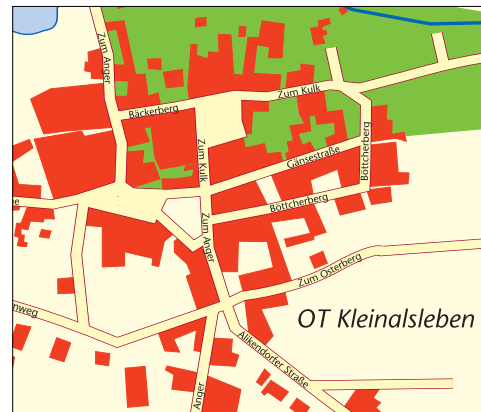 Zum Anger
Bäckerberg
Zum Kulk
Zum Kulk
Gänsestraße
Böttcherberg
Böttcherberg
Zum Anger
Zum Osterberg
OT Kleinalsleben
Alikendorfer Straße
Anger